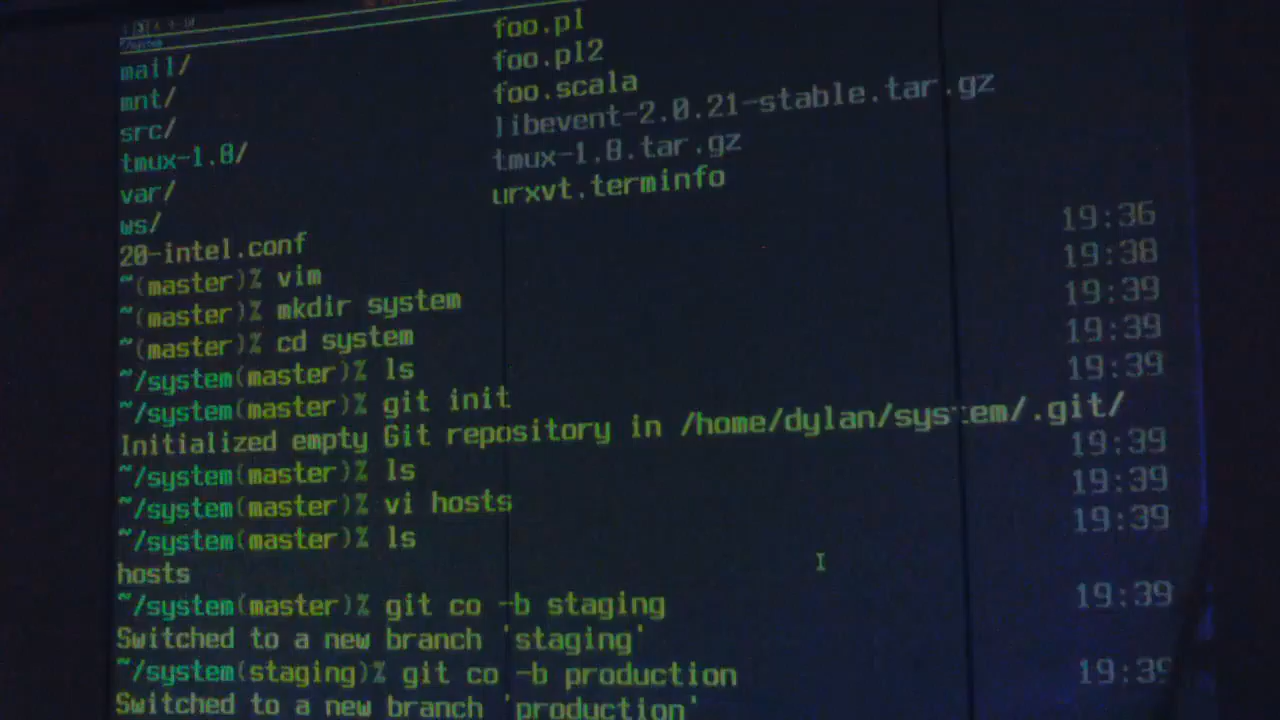 mail/ foo.pl
mnt/ foo.pl2
src/ foo.scala
tmux-1.8/ libevent-2.0.21-stable.tar.gz
var/ tmux-1.8.tar.gz
ws/ urxvt.terminfo
20-intel.conf
~(master)% vim 19:36
~(master)% mkdir system 19:38
~(master)% cd system 19:39
~/system(master)% ls 19:39
~/system(master)% git init 19:39
Initialized empty Git repository in /home/dylan/system/.git/
~/system(master)% ls 19:39
~/system(master)% vi hosts 19:39
~/system(master)% ls 19:39
hosts
~/system(master)% git co -b staging 19:39
Switched to a new branch 'staging'
~/system(staging)% git co -b production 19:39
Switched to a new branch 'production'